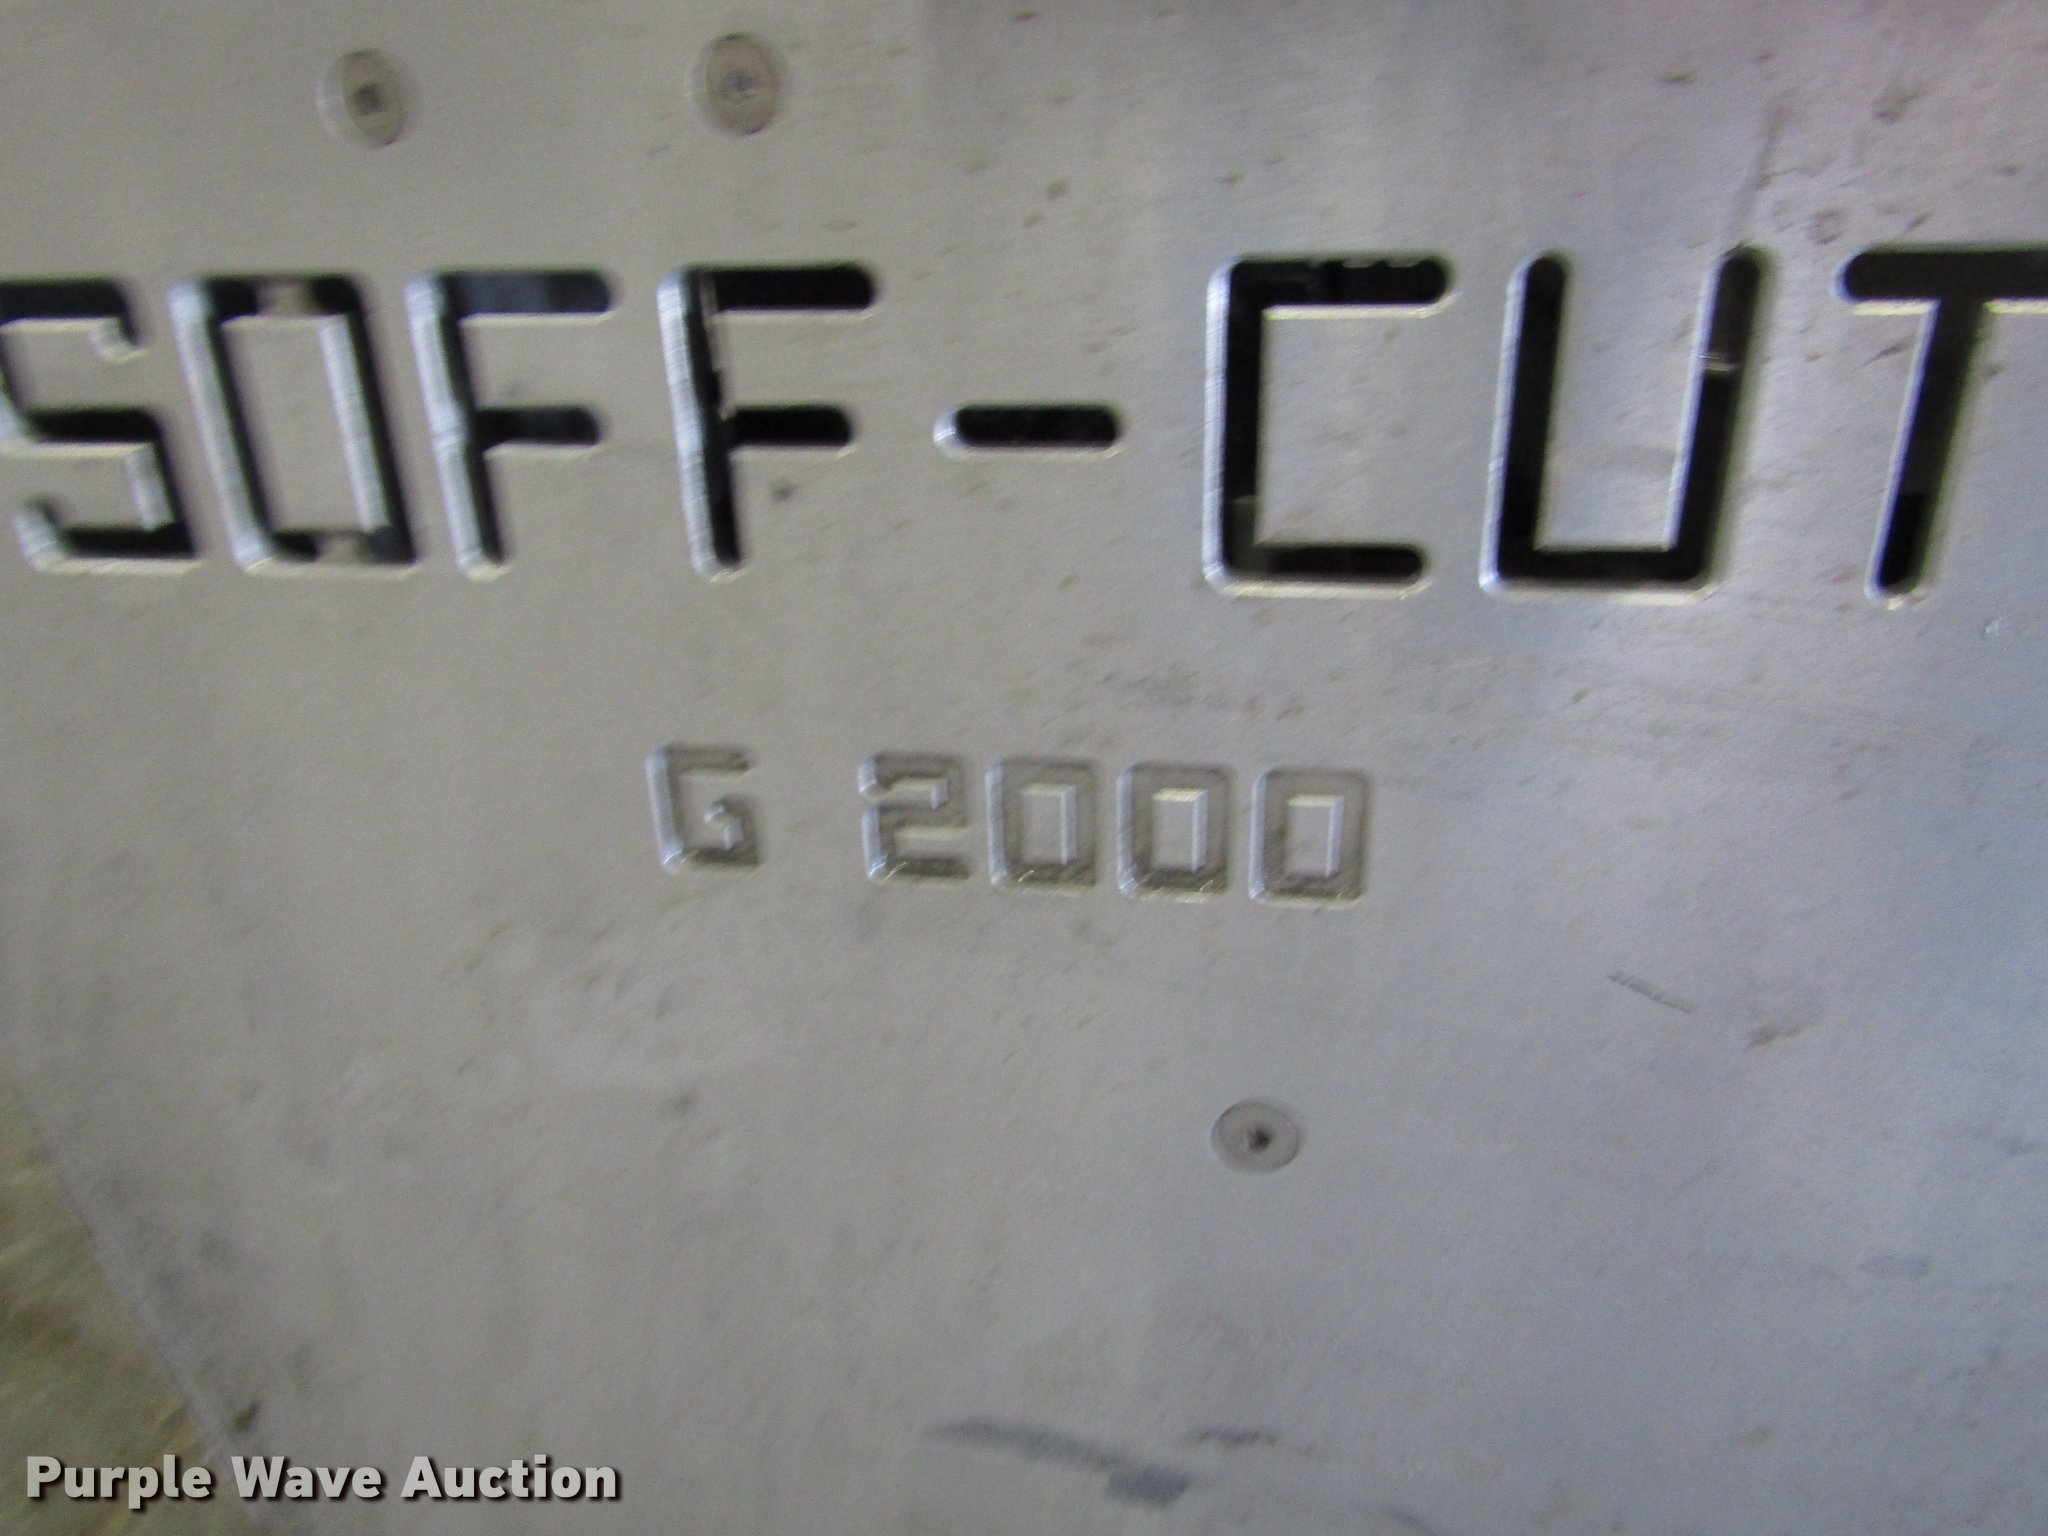 SOFF-CUT
G 2000
Purple Wave Auction